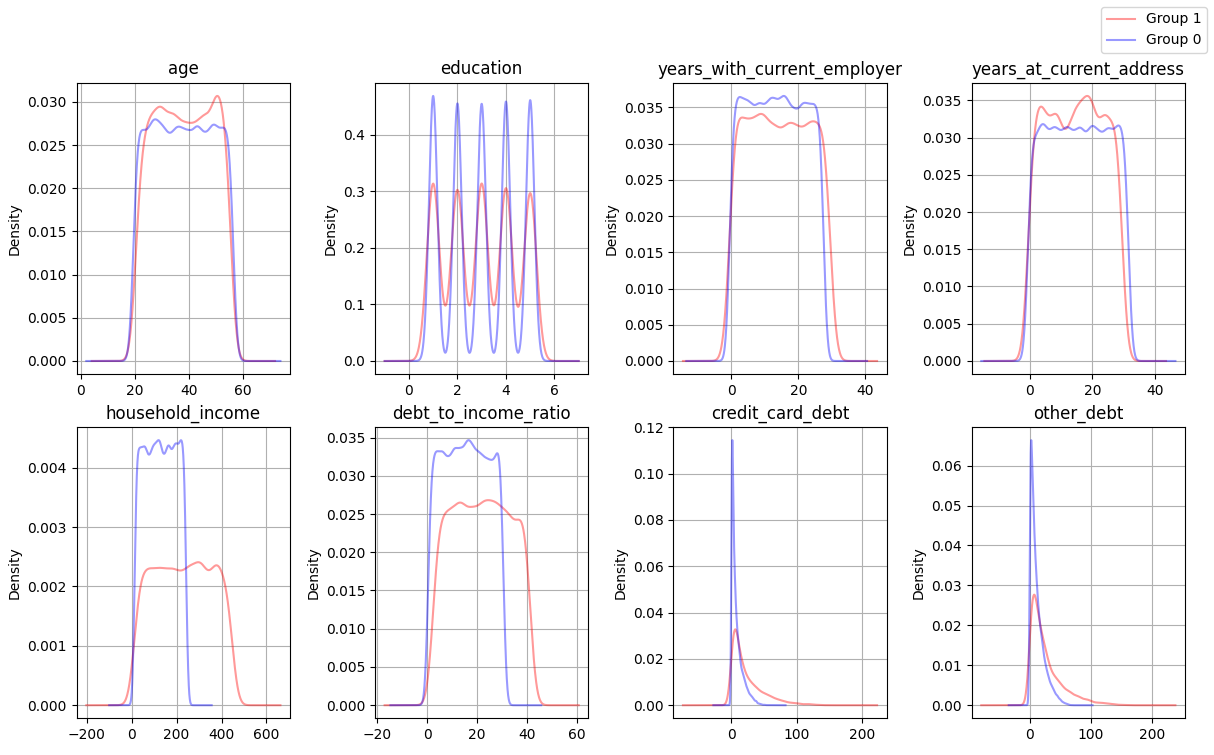 Group 1
Group 0
age
education
years_with_current_employer
years_at_current_address
Density
0.030
0.025
0.020
0.015
0.010
0.005
0.000
0 20 40 60
Density
0.4
0.3
0.2
0.1
0.0
0 2 4 6
Density
0.035
0.030
0.025
0.020
0.015
0.010
0.005
0.000
0 20 40
Density
0.035
0.030
0.025
0.020
0.015
0.010
0.005
0.000
0 20 40
household_income
debt_to_income_ratio
credit_card_debt
other_debt
Density
0.004
0.003
0.002
0.001
0.000
−200 0 200 400 600
Density
0.035
0.030
0.025
0.020
0.015
0.010
0.005
0.000
−20 0 20 40 60
Density
0.12
0.10
0.08
0.06
0.04
0.02
0.00
0 100 200
Density
0.06
0.05
0.04
0.03
0.02
0.01
0.00
0 100 200